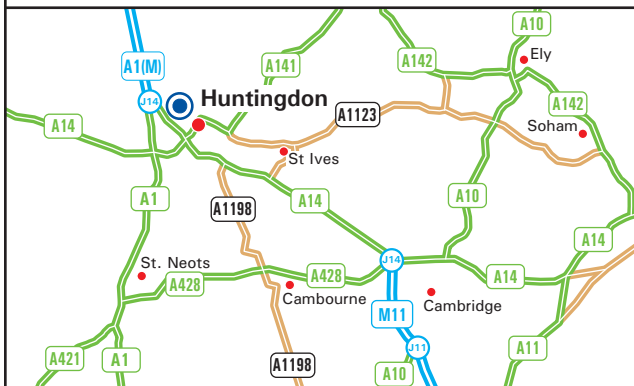 A10
A1(M)
A141
A142
Ely
J14
Huntingdon
A142
A14
A1123
Soham
St Ives
A1
A1198
A14
A10
A14
J14
St. Neots
A428
A428
A14
Cambourne
Cambridge
M11
A421
A1
A1198
J11
A10
A11